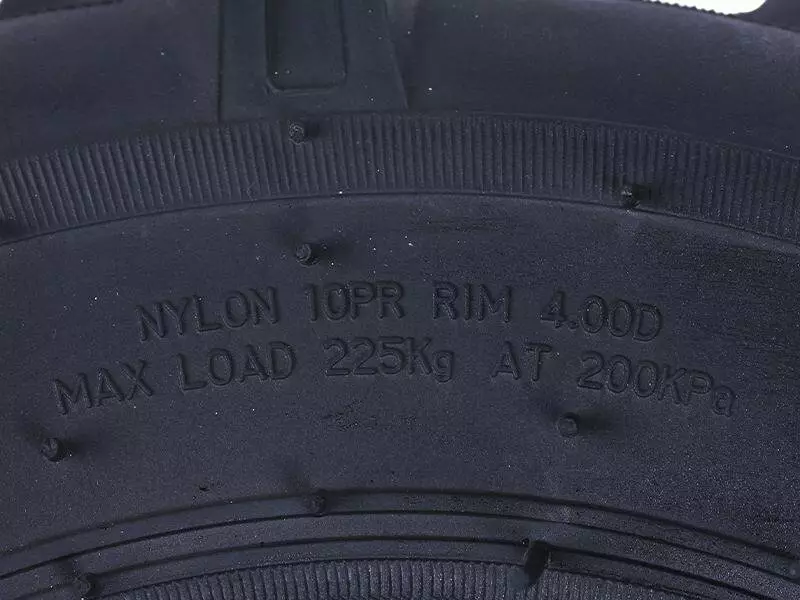 NYLON 10PR RIM 4.00D
MAX LOAD 225Kg AT 200KPa